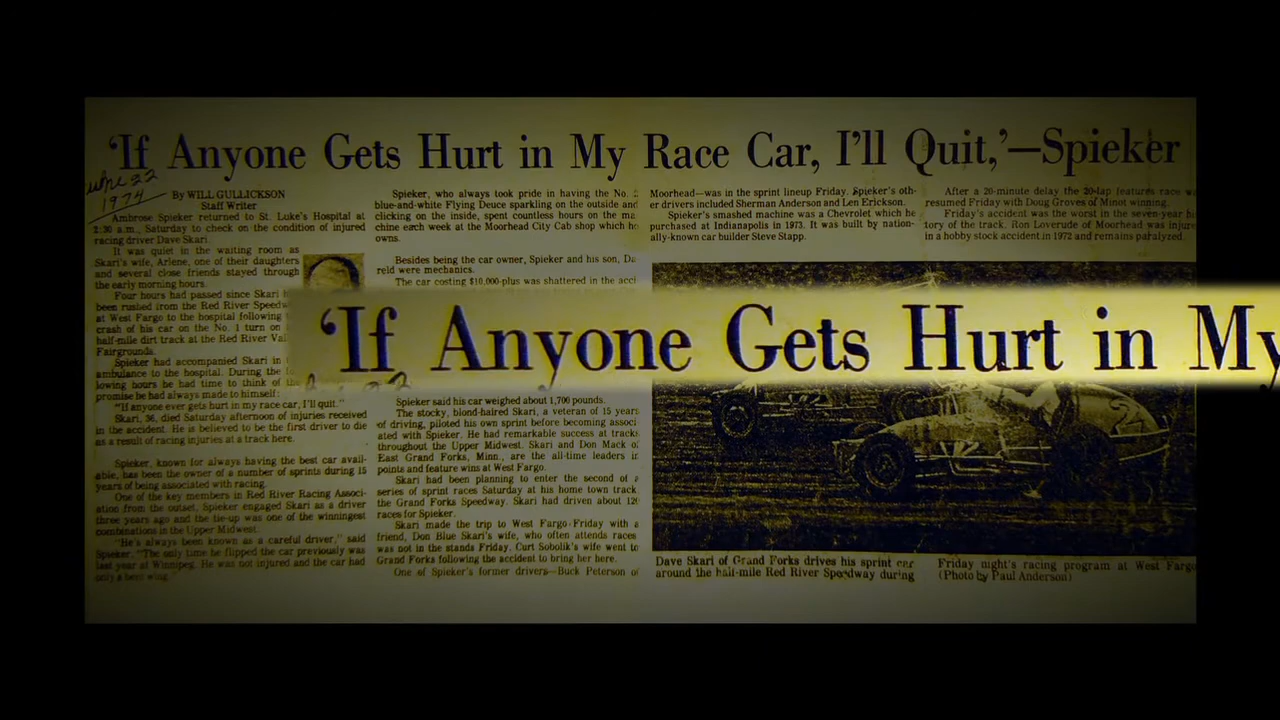 ‘If Anyone Gets Hurt in My Race Car, I’ll Quit,’—Spieker
June 22
1974
By WILL GULLICKSON
Staff Writer
Ambrose Spieker returned to St. Luke's Hospital at
2:30 a.m., Saturday to check on the condition of injured
racing driver Dave Skari.
It was quiet in the waiting room as
Skari's wife, Arlene, one of their daughters
and several close friends stayed through
the early morning hours.
Four hours had passed since Skari
been rushed from the Red River
at West Fargo to the hospital following
crash of his car on the No. 1 turn on
half-mile dirt track at the Red River
Fairgrounds.
Spieker had accompanied Skari in
ambulance to the hospital. During the
lowing hours he had time to think of the
promise he had always made to himself:
"If anyone ever gets hurt in my race car, I'll quit."
Skari, 36, died Saturday afternoon of injuries received
in the accident. He is believed to be the first driver to die
as a result of racing injuries at a track here.
Spieker, known for always having the best car avail-
able, has been the owner of a number of sprints during 15
years of being associated with racing.
One of the key members in Red River Racing Associ-
ation from the outset, Spieker engaged Skari as a driver
three years ago and the tie-up was one of the winningest
combinations in the Upper Midwest.
"He's always been known as a careful driver," said
Spieker. "The only time he flipped the car previously was
last year at Winnipeg. He was not injured and the car had
only a bent wing.
Spieker, who always took pride in having the No. 2
blue-and-white Flying Deuce sparkling on the outside and
clicking on the inside, spent countless hours on the ma
chine each week at the Moorhead City Cab shop which he
owns.
Besides being the car owner, Spieker and his son, Da
reld were mechanics.
The car costing $10,000-plus was shattered in the acci
Spieker said his car weighed about 1,700 pounds.
The stocky, blond-haired Skari, a veteran of 15 years
of driving, piloted his own sprint before becoming associ
ated with Spieker. He had remarkable success at tracks
throughout the Upper Midwest. Skari and Don Mack of
East Grand Forks, Minn., are the all-time leaders in
points and feature wins at West Fargo.
Skari had been planning to enter the second of a
series of sprint races Saturday at his home town track
the Grand Forks Speedway. Skari had driven about 120
races for Spieker.
Skari made the trip to West Fargo Friday with a
friend, Don Blue Skari's wife, who often attends races
was not in the stands Friday. Curt Sobolik's wife went to
Grand Forks following the accident to bring her here.
One of Spieker's former drivers—Buck Peterson of
Moorhead—was in the sprint lineup Friday. Spieker's oth-
er drivers included Sherman Anderson and Len Erickson.
Spieker's smashed machine was a Chevrolet which he
purchased at Indianapolis in 1973. It was built by nation-
ally-known car builder Steve Stapp.
After a 20-minute delay the 20-lap features race
resumed Friday with Doug Groves of Minot winning.
Friday's accident was the worst in the seven-year
tory of the track. Ron Loverude of Moorhead was
in a hobby stock accident in 1972 and remains paralyzed.
‘If Anyone Gets Hurt in My
2
Dave Skari of Grand Forks drives his sprint car
around the half-mile Red River Speedway during
Friday night's racing program at West Fargo
(Photo by Paul Anderson)